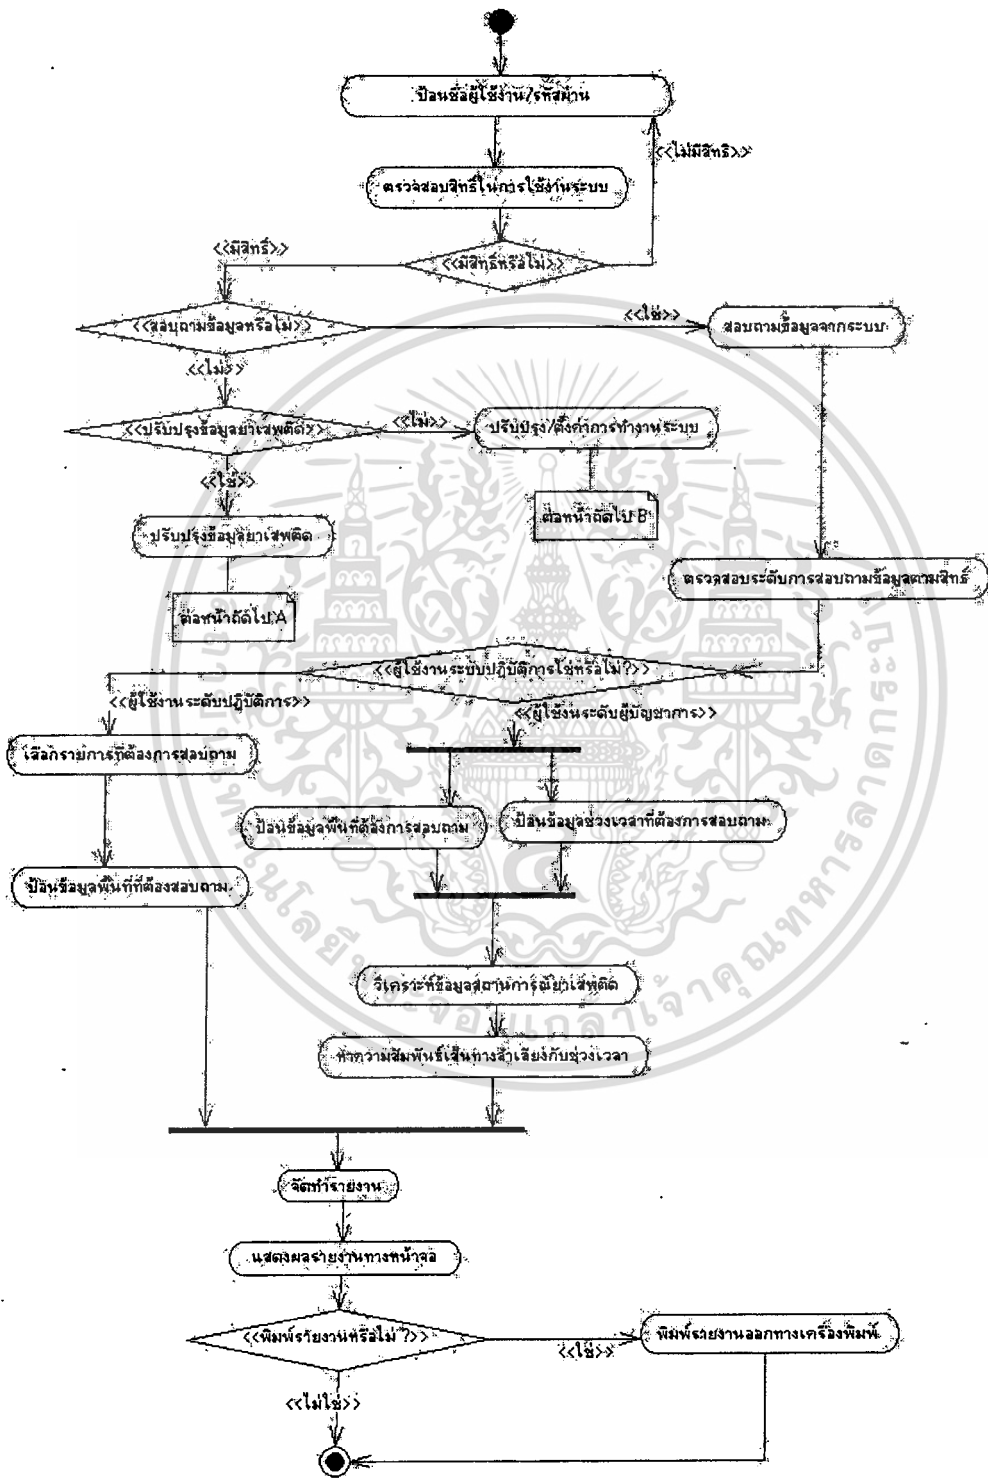 ป้อนชื่อผู้ใช้งาน/รหัสผ่าน
<<ไม่มีสิทธิ>>
ตรวจสอบสิทธิ์ในการใช้งานระบบ
<<มีสิทธิ์>>
<<มีสิทธิ์หรือไม่>>
<<ใช่>>
<<สอบถามข้อมูลหรือไม่>>
สอบถามข้อมูลจากระบบ
<<ไม่>>
<<ปรับปรุงข้อมูลยาเสพติด>>
<<ไม่>>
ปรับปรุง/ตั้งค่าการทำงานระบบ
<<ใช่>>
ต่อหน้าถัดไป B
ปรับปรุงข้อมูลยาเสพติด
ตรวจสอบระดับการสอบถามข้อมูลตามสิทธิ์
ต่อหน้าถัดไป A
<<ผู้ใช้งานระบับปฎิบัติการใช่หรือไม่?>>
<<ผู้ใช้งานระดับปฎิบัติการ>>
<<ผู้ใช้งนระดับผู้บัญชาการ>>
เลือกรายการที่ต้องการสอบถาม
ป้อนข้อมูลพื้นที่ต้องการสอบถาม
ป้อนข้อมูลช่วงเวลาที่ต้องการสอบถาม
ป้อนข้อมูลพื้นที่ที่ต้องสอบถาม
วิเคราะห์ข้อมูลสถานการณ์ยาเสพติด
หาความสัมพันธ์เส้นทางลำเลียงกับช่วงเวลา
จัดทำรายงาน
แสดงผลรายงานทางหน้าจอ
<<พิมพ์รายงานหรือไม่ ?>>
พิมพ์รายงานออกทางเครื่องพิมพ์
<<ใช่>>
<<ไม่ใช่>>